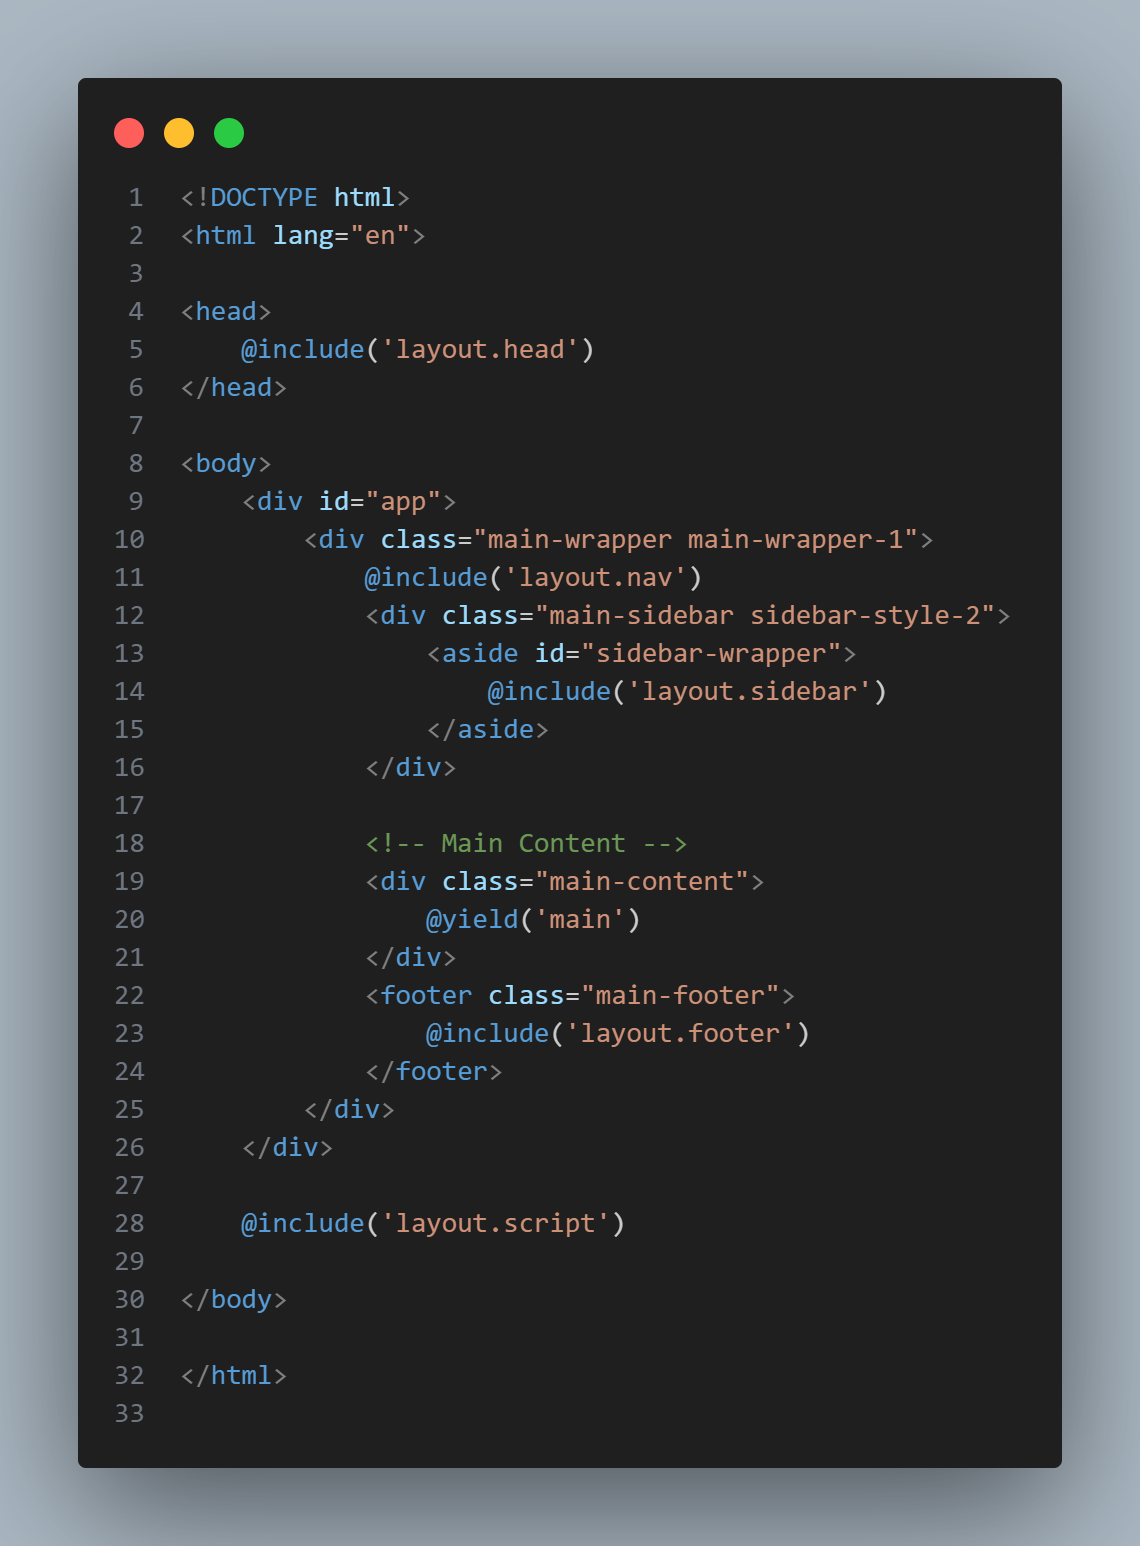 1 <!DOCTYPE html>
2 <html lang="en">
3
4 <head>
5     @include('layout.head')
6 </head>
7
8 <body>
9     <div id="app">
10         <div class="main-wrapper main-wrapper-1">
11             @include('layout.nav')
12             <div class="main-sidebar sidebar-style-2">
13                 <aside id="sidebar-wrapper">
14                     @include('layout.sidebar')
15                 </aside>
16             </div>
17
18             <!-- Main Content -->
19             <div class="main-content">
20                 @yield('main')
21             </div>
22             <footer class="main-footer">
23                 @include('layout.footer')
24             </footer>
25         </div>
26     </div>
27
28     @include('layout.script')
29
30 </body>
31
32 </html>
33